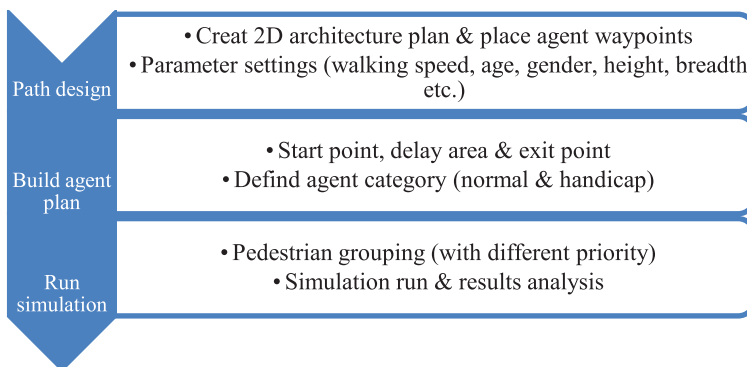 Path design
• Creat 2D architecture plan & place agent waypoints
• Parameter settings (walking speed, age, gender, height, breadth
etc.)
Build agent
plan
• Start point, delay area & exit point
• Defind agent category (normal & handicap)
Run
simulation
• Pedestrian grouping (with different priority)
• Simulation run & results analysis